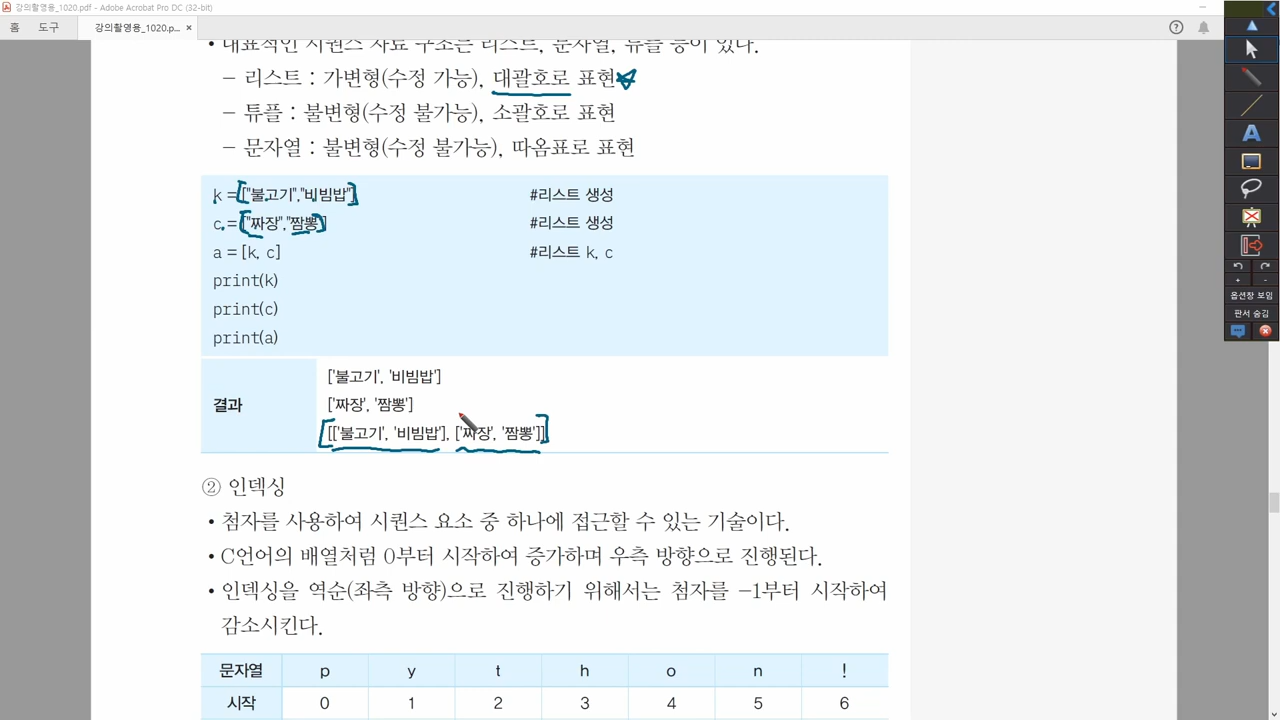 강의촬영용_1020.pdf - Adobe Acrobat Pro DC (32-bit)
홈 도구 강의촬영용_1020.p... ×
• 대표적인 시퀀스 자료 구조는 리스트, 문자열, 튜플 등이 있다.
- 리스트 : 가변형(수정 가능), 대괄호로 표현
- 튜플 : 불변형(수정 불가능), 소괄호로 표현
- 문자열 : 불변형(수정 불가능), 따옴표로 표현
k = ["불고기","비빔밥"] #리스트 생성
c = ["짜장","짬뽕"] #리스트 생성
a = [k, c] #리스트 k, c
print(k)
print(c)
print(a)
결과
['불고기', '비빔밥']
['짜장', '짬뽕']
[['불고기', '비빔밥'], ['짜장', '짬뽕']]
② 인덱싱
• 첨자를 사용하여 시퀀스 요소 중 하나에 접근할 수 있는 기술이다.
• C언어의 배열처럼 0부터 시작하여 증가하며 우측 방향으로 진행된다.
• 인덱싱을 역순(좌측 방향)으로 진행하기 위해서는 첨자를 -1부터 시작하여
감소시킨다.
문자열 p y t h o n !
시작 0 1 2 3 4 5 6
A
옵션장 보임
판서 숨김